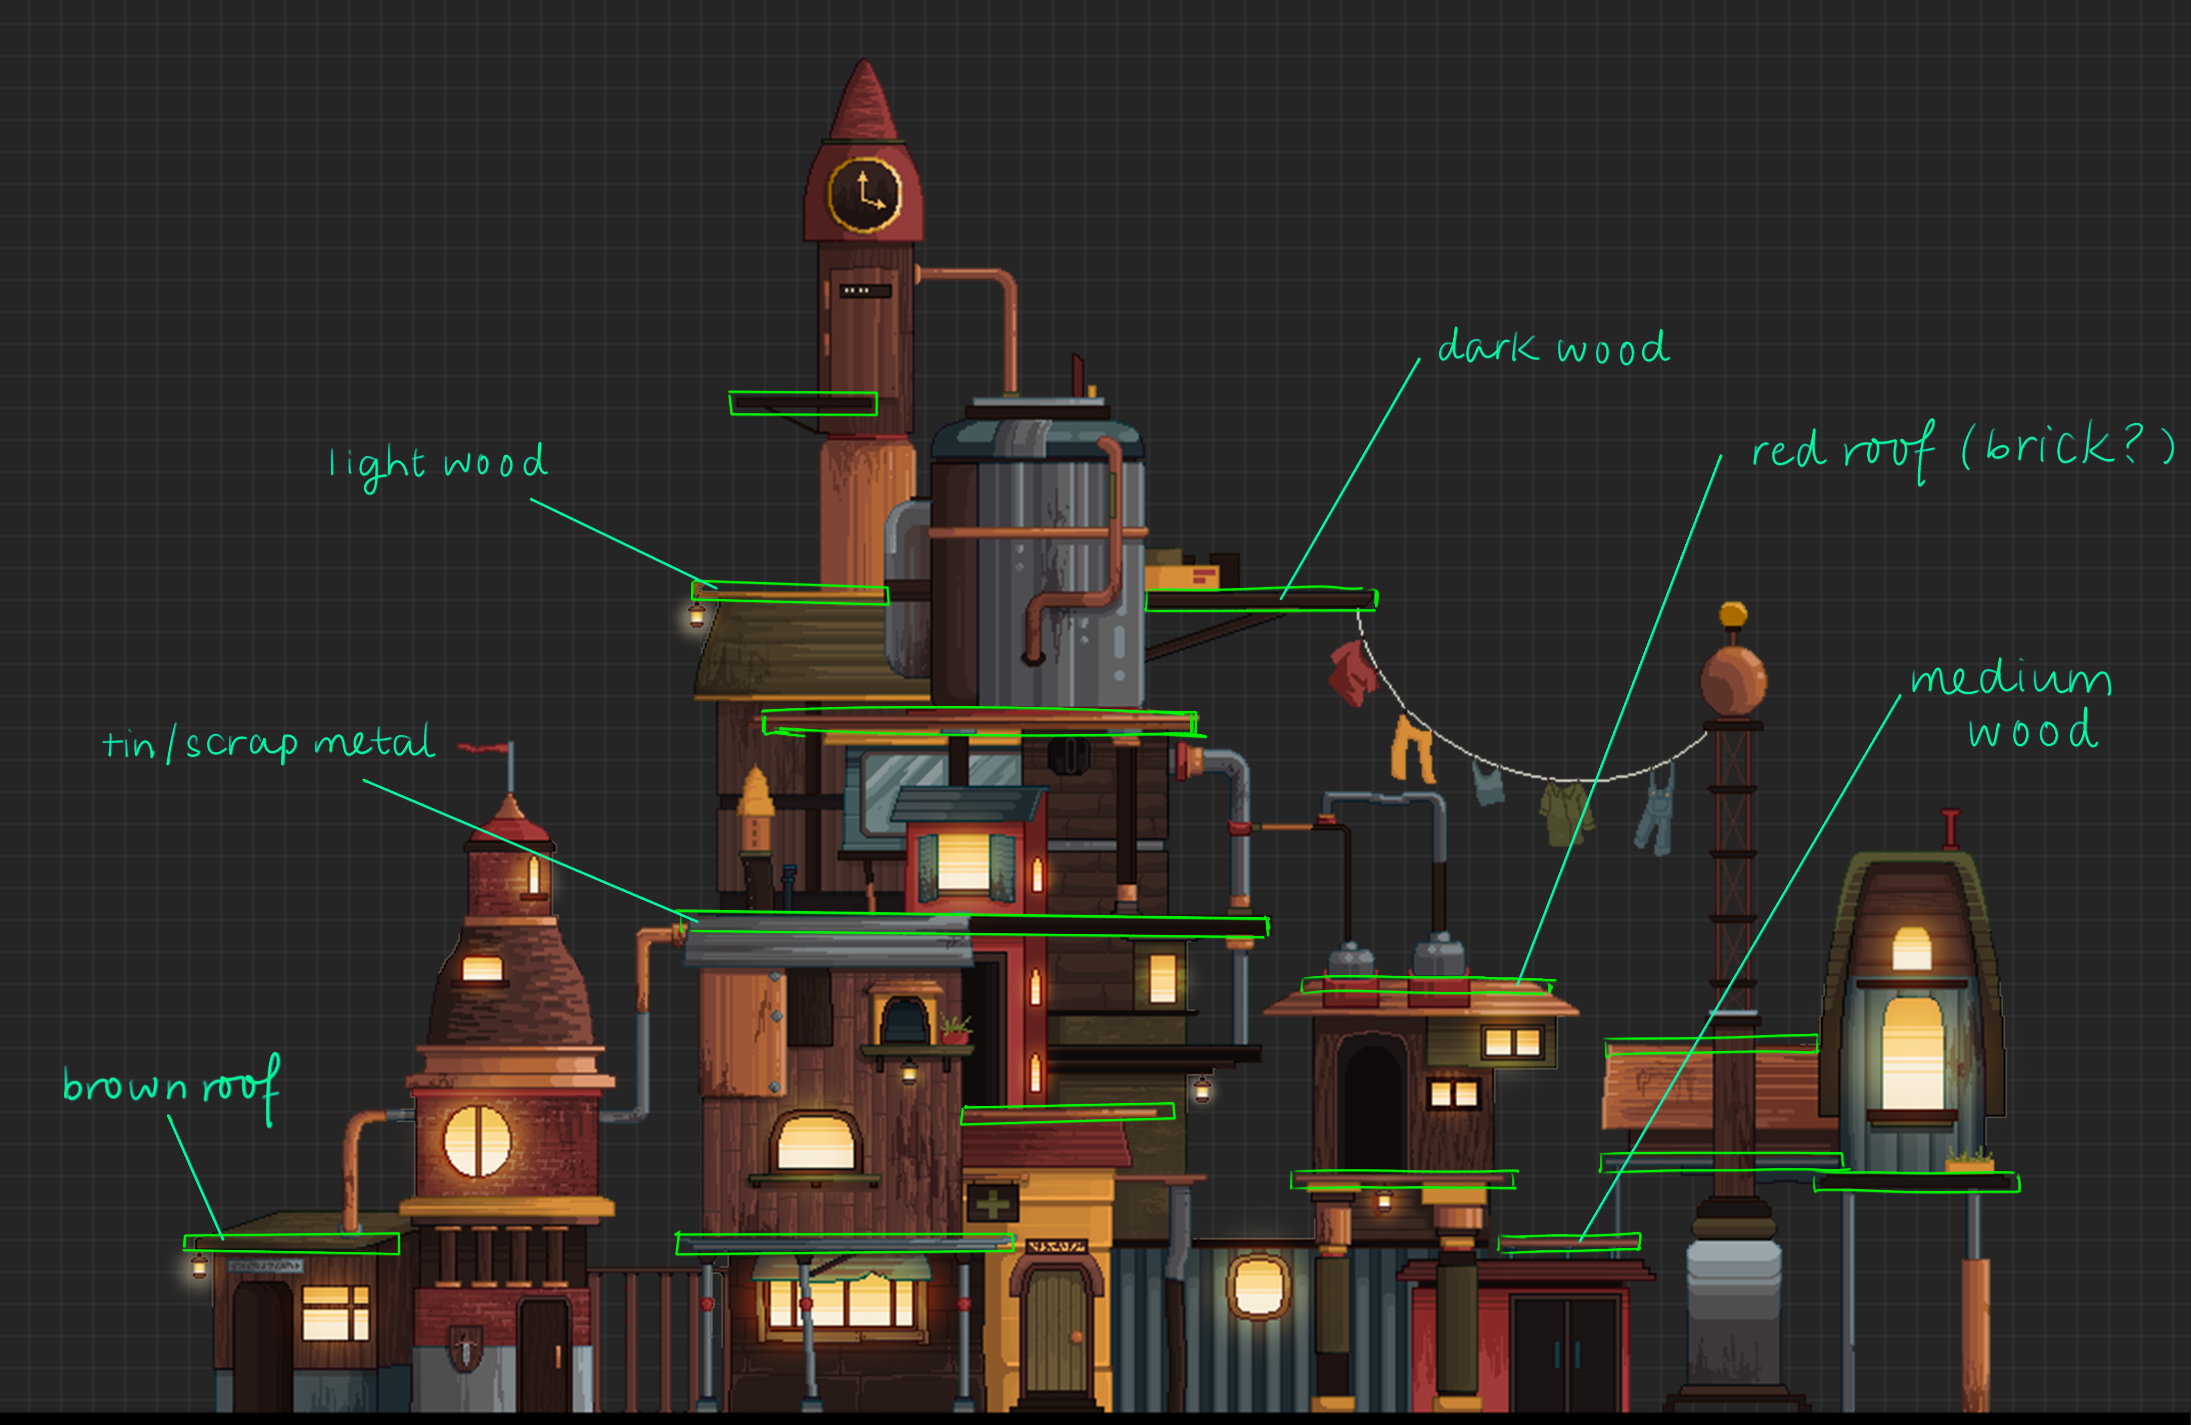 dark wood
red roof (brick?)
light wood
medium
wood
tin/scrap metal
brown roof